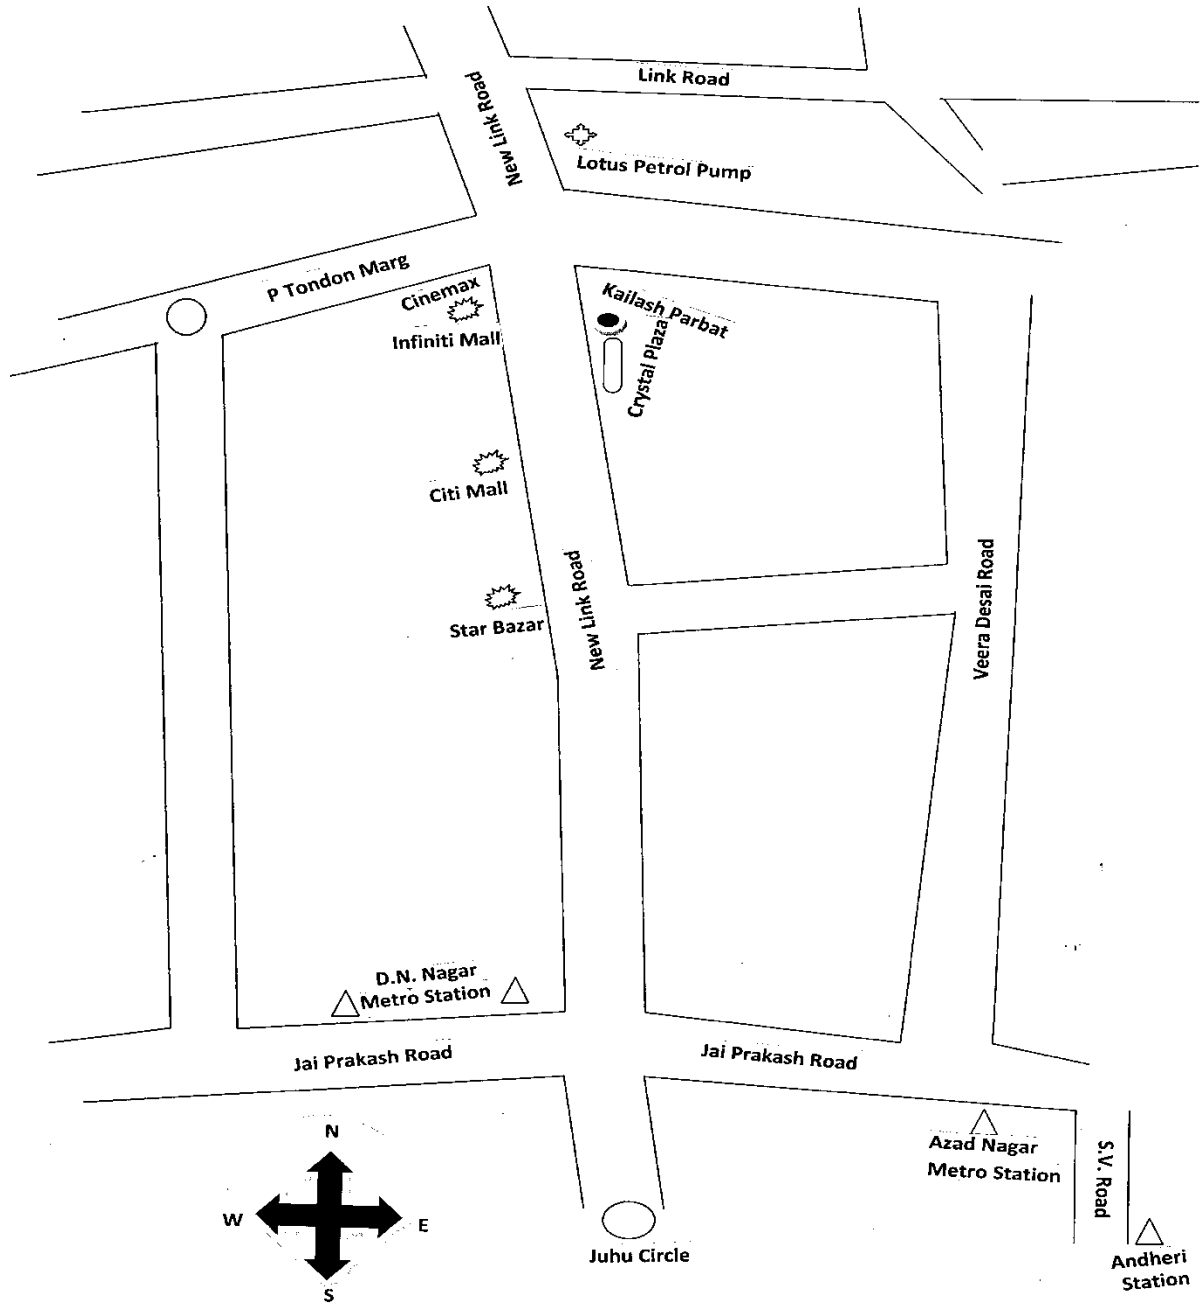 Link Road
New Link Road
Lotus Petrol Pump
P Tondon Marg
Cinemax
Infiniti Mall
Kailash Parbat
Crystal Plaza
Citi Mall
Star Bazar
New Link Road
Veera Desai Road
D.N. Nagar
Metro Station
Jai Prakash Road
Jai Prakash Road
Azad Nagar
Metro Station
S.V. Road
Andheri
Station
Juhu Circle
N
W
E
S